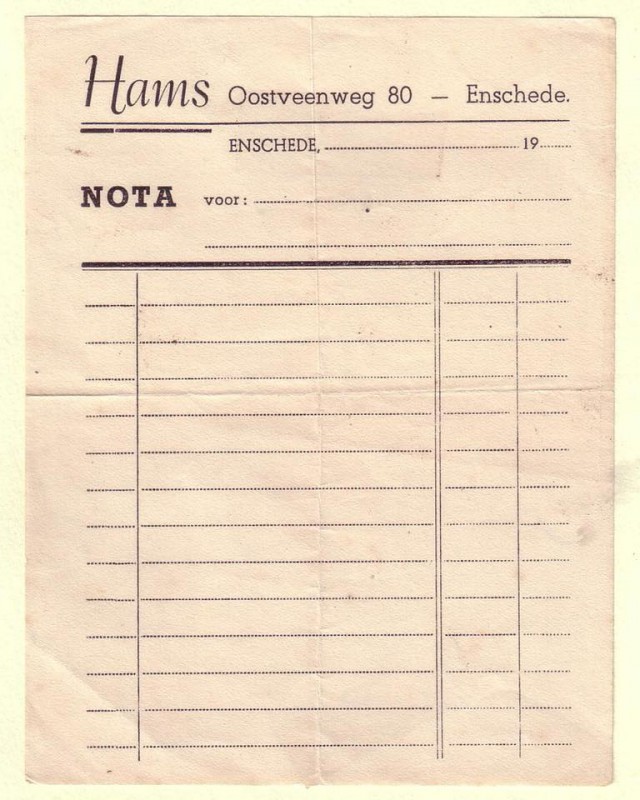 Hams Oostveenweg 80 — Enschede.
ENSCHEDE, 19
NOTA voor: